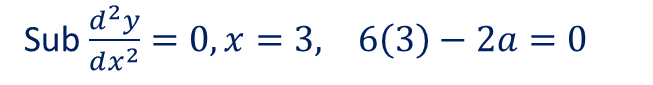 Sub d²y/dx² = 0, x = 3, 6(3) − 2a = 0